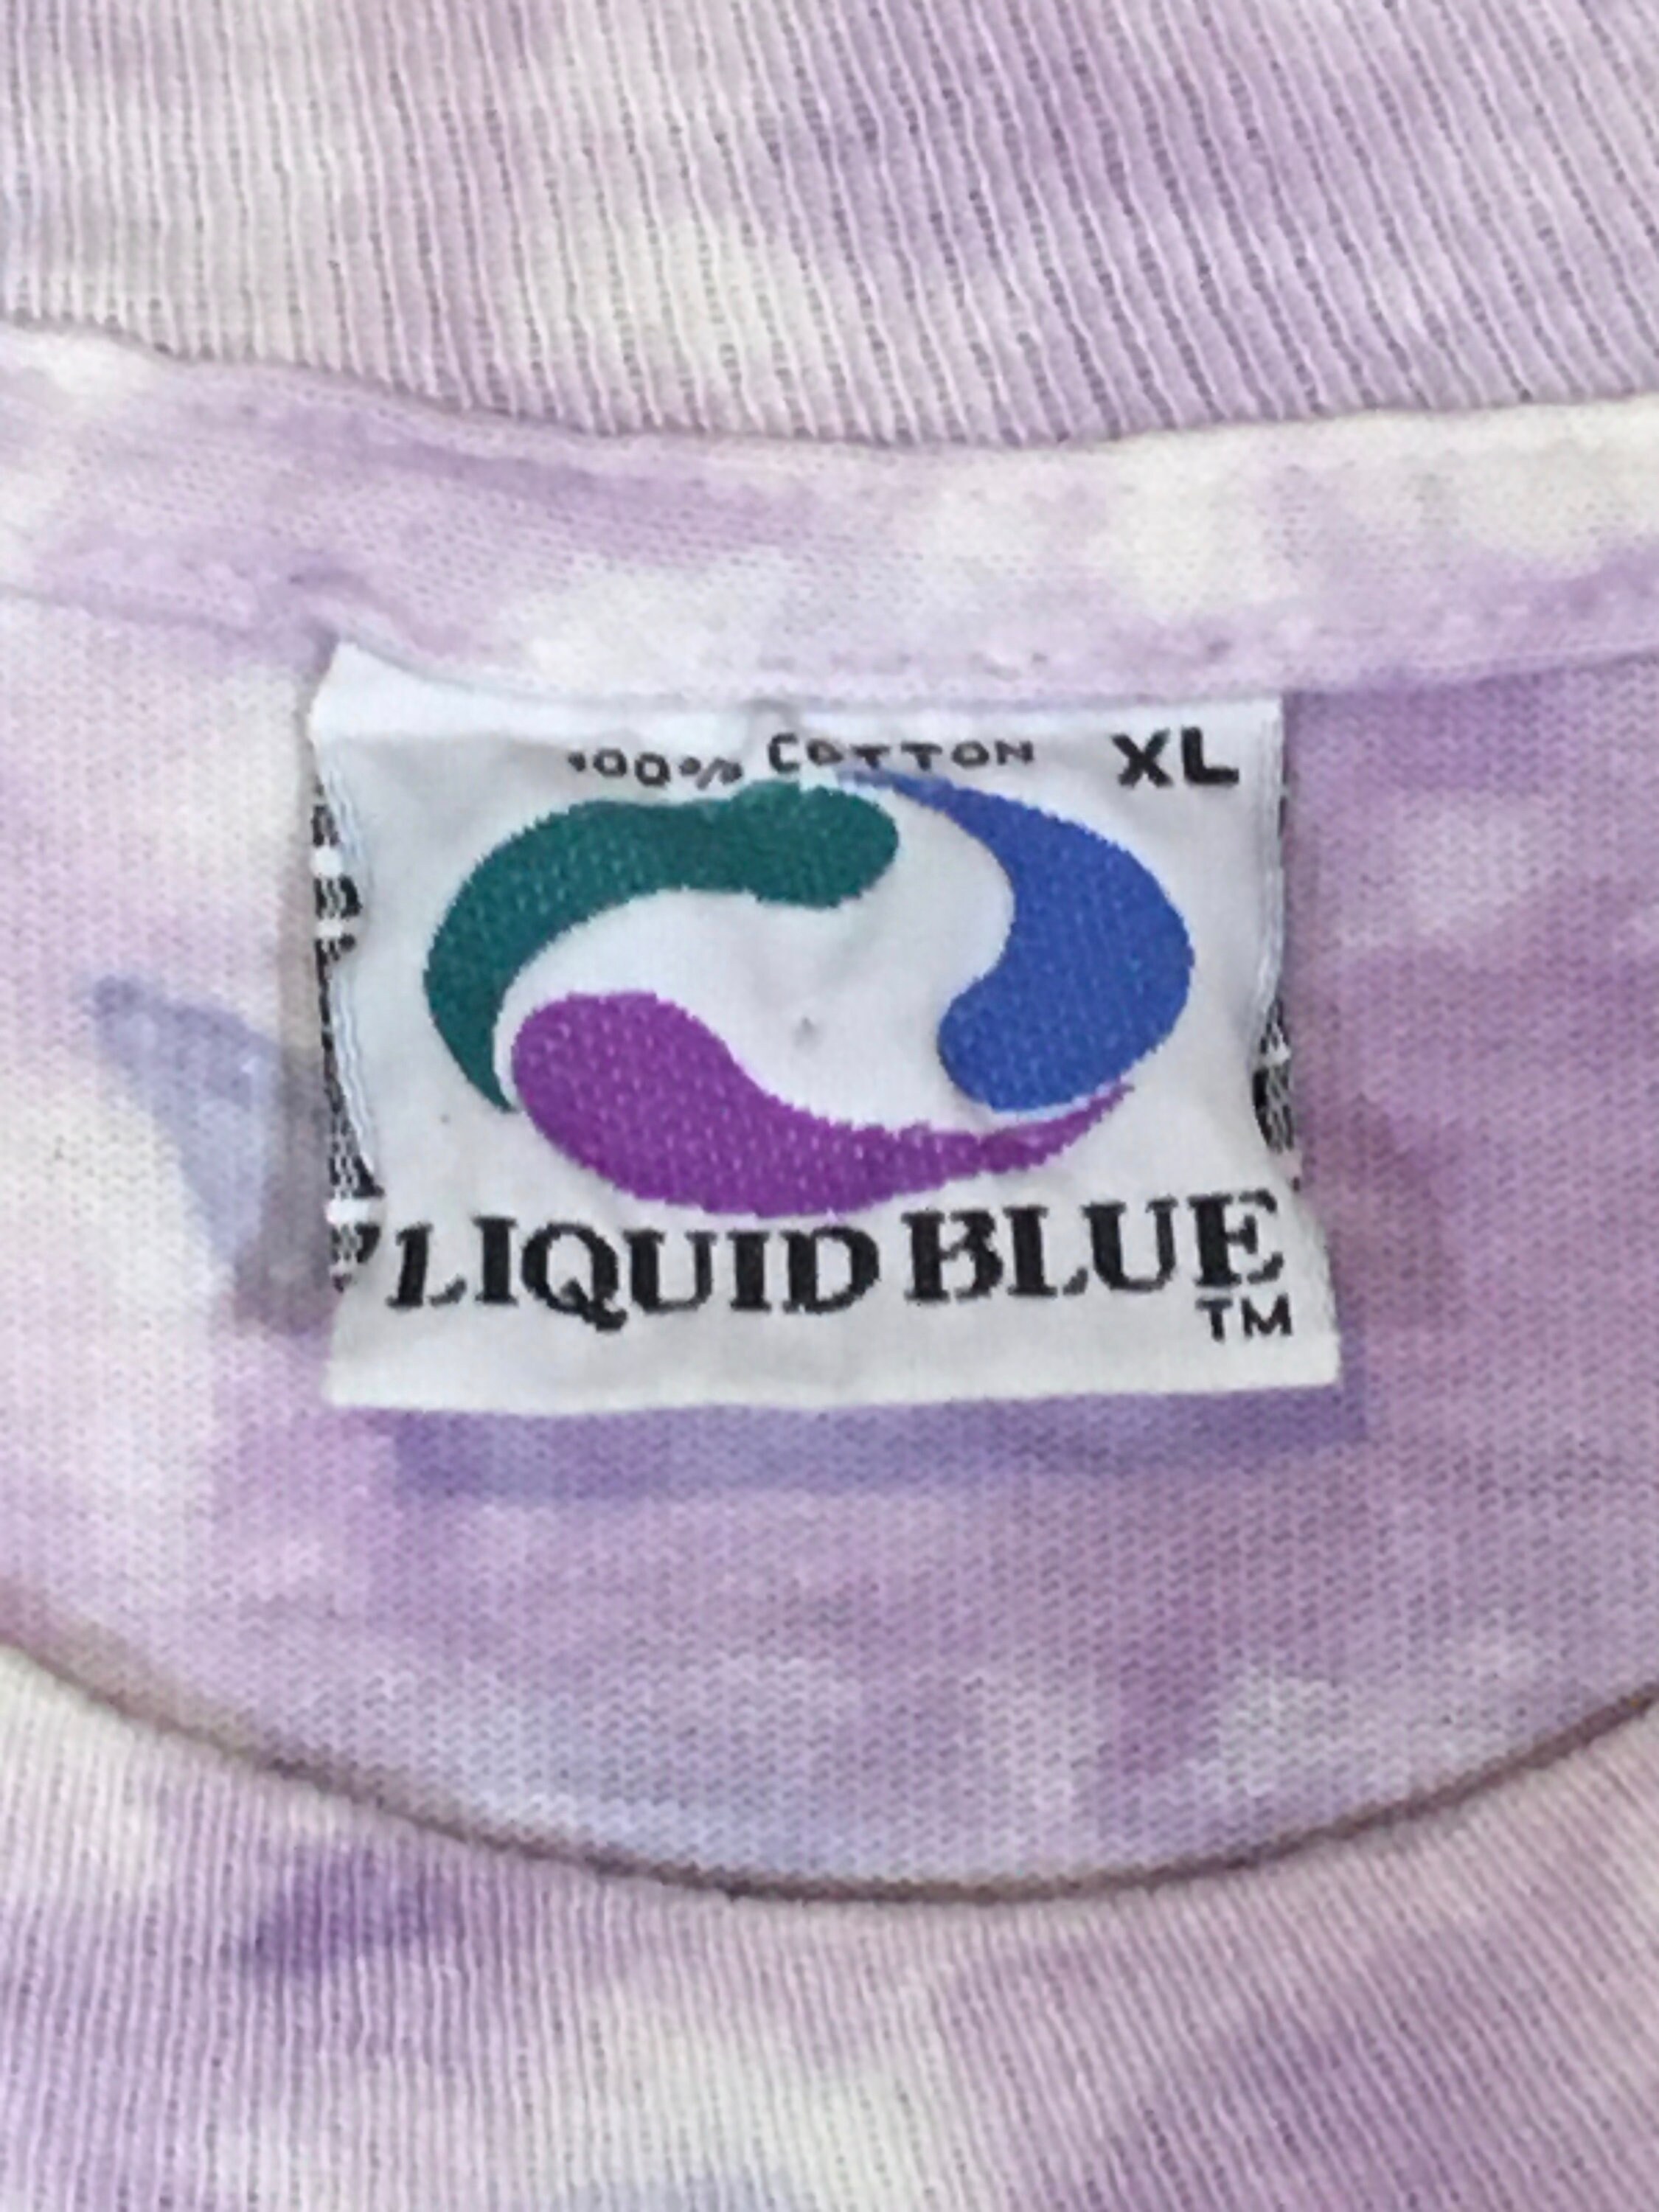 100% COTTON XL
LIQUID BLUE
TM